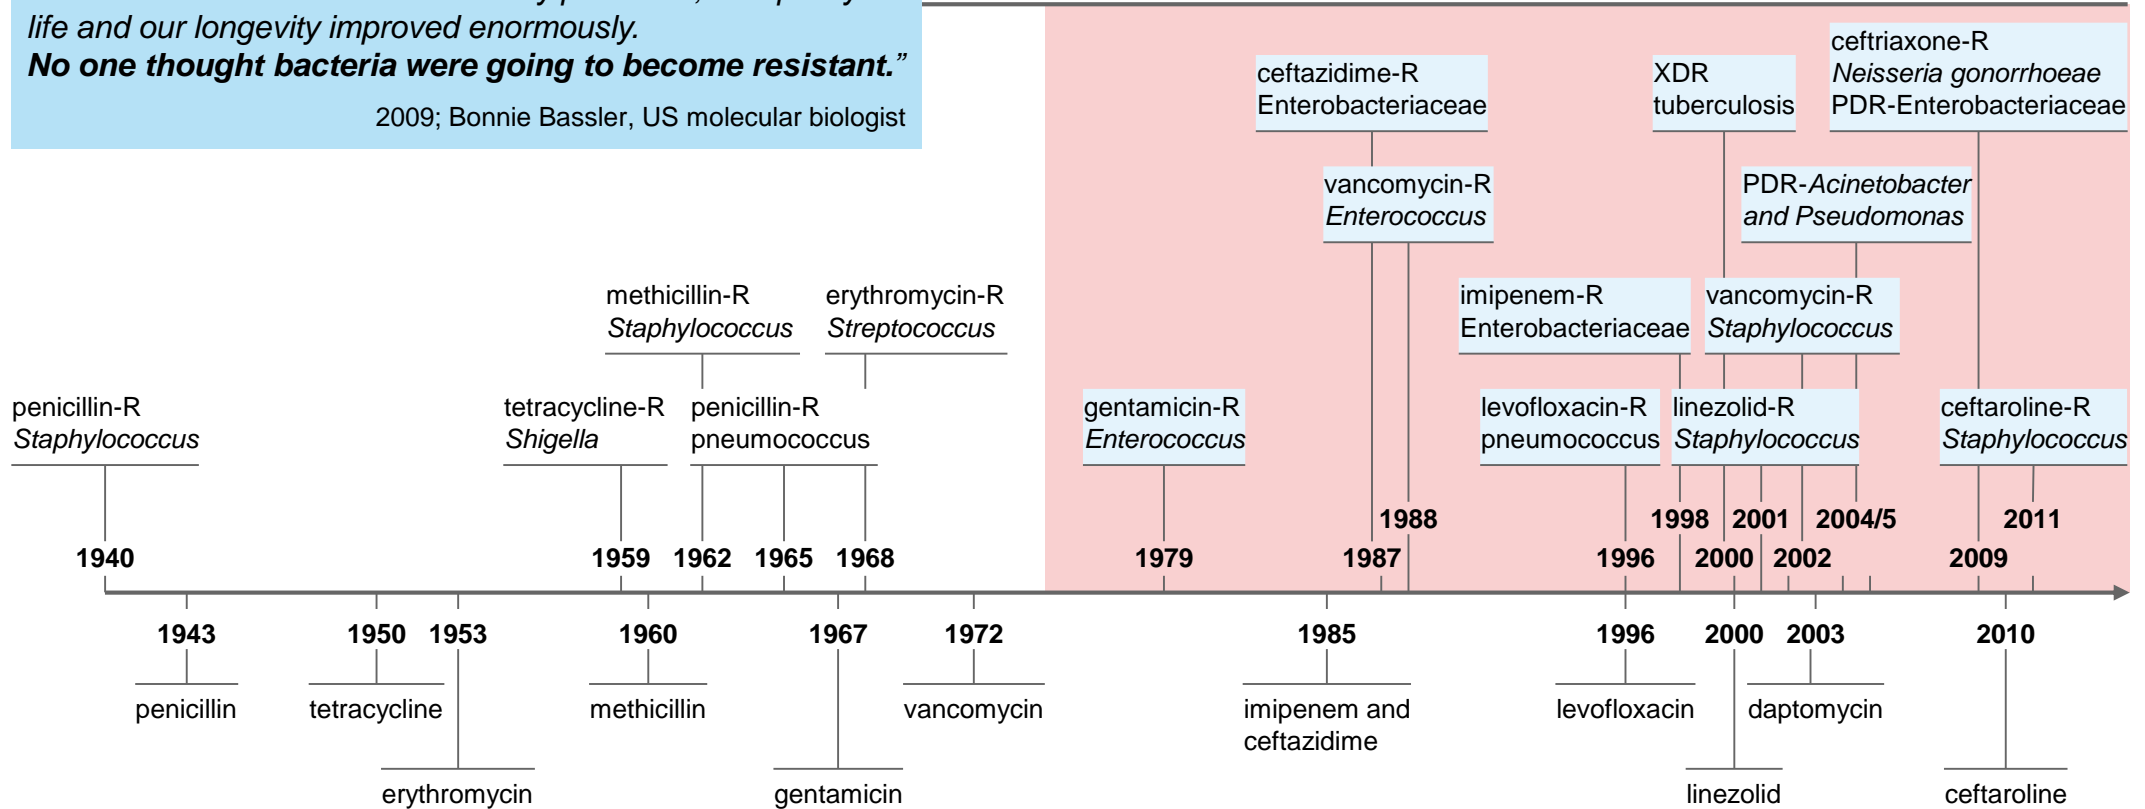 life and our longevity improved enormously.
No one thought bacteria were going to become resistant.”
2009; Bonnie Bassler, US molecular biologist
ceftazidime-R
Enterobacteriaceae
XDR
tuberculosis
ceftriaxone-R
Neisseria gonorrhoeae
PDR-Enterobacteriaceae
vancomycin-R
Enterococcus
PDR-Acinetobacter
and Pseudomonas
methicillin-R
Staphylococcus
erythromycin-R
Streptococcus
imipenem-R
Enterobacteriaceae
vancomycin-R
Staphylococcus
penicillin-R
Staphylococcus
tetracycline-R
Shigella
penicillin-R
pneumococcus
gentamicin-R
Enterococcus
levofloxacin-R
pneumococcus
linezolid-R
Staphylococcus
ceftaroline-R
Staphylococcus
1988 1998 2001 2004/5 2011
1940 1959 1962 1965 1968 1979 1987 1996 2000 2002 2009
1943 1950 1953 1960 1967 1972 1985 1996 2000 2003 2010
penicillin
tetracycline
methicillin
vancomycin
imipenem and
ceftazidime
levofloxacin
daptomycin
erythromycin
gentamicin
linezolid
ceftaroline